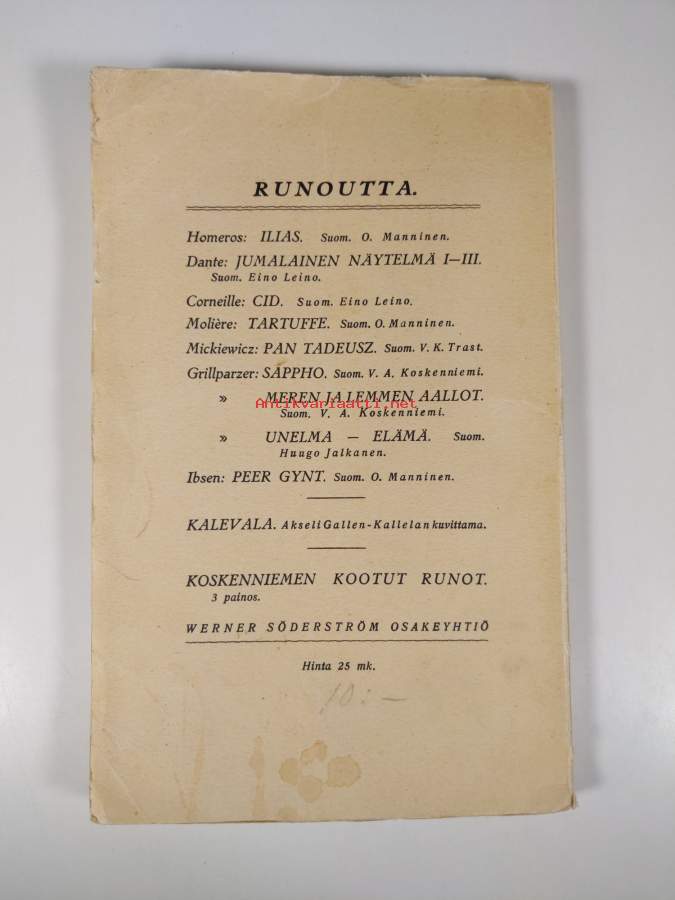 RUNOUTTA.
Homeros: ILIAS. Suom. O. Manninen.
Dante: JUMALAINEN NÄYTELMÄ I—III.
Suom. Eino Leino.
Corneille: CID. Suom. Eino Leino.
Molière: TARTUFFE. Suom. O. Manninen.
Mickiewicz: PAN TADEUSZ. Suom. V. K. Trast.
Grillparzer: SAPPHO. Suom. V. A. Koskenniemi.
» MEREN JA LEMMEN AALLOT.
Antikvariaatti.net
Suom. V. A. Koskenniemi.
» UNELMA — ELÄMÄ. Suom.
Huugo Jalkanen.
Ibsen: PEER GYNT. Suom. O. Manninen.
KALEVALA. Akseli Gallen-Kallelan kuvittama.
KOSKENNIEMEN KOOTUT RUNOT.
3 painos.
WERNER SÖDERSTRÖM OSAKEYHTIÖ
Hinta 25 mk.
10:—